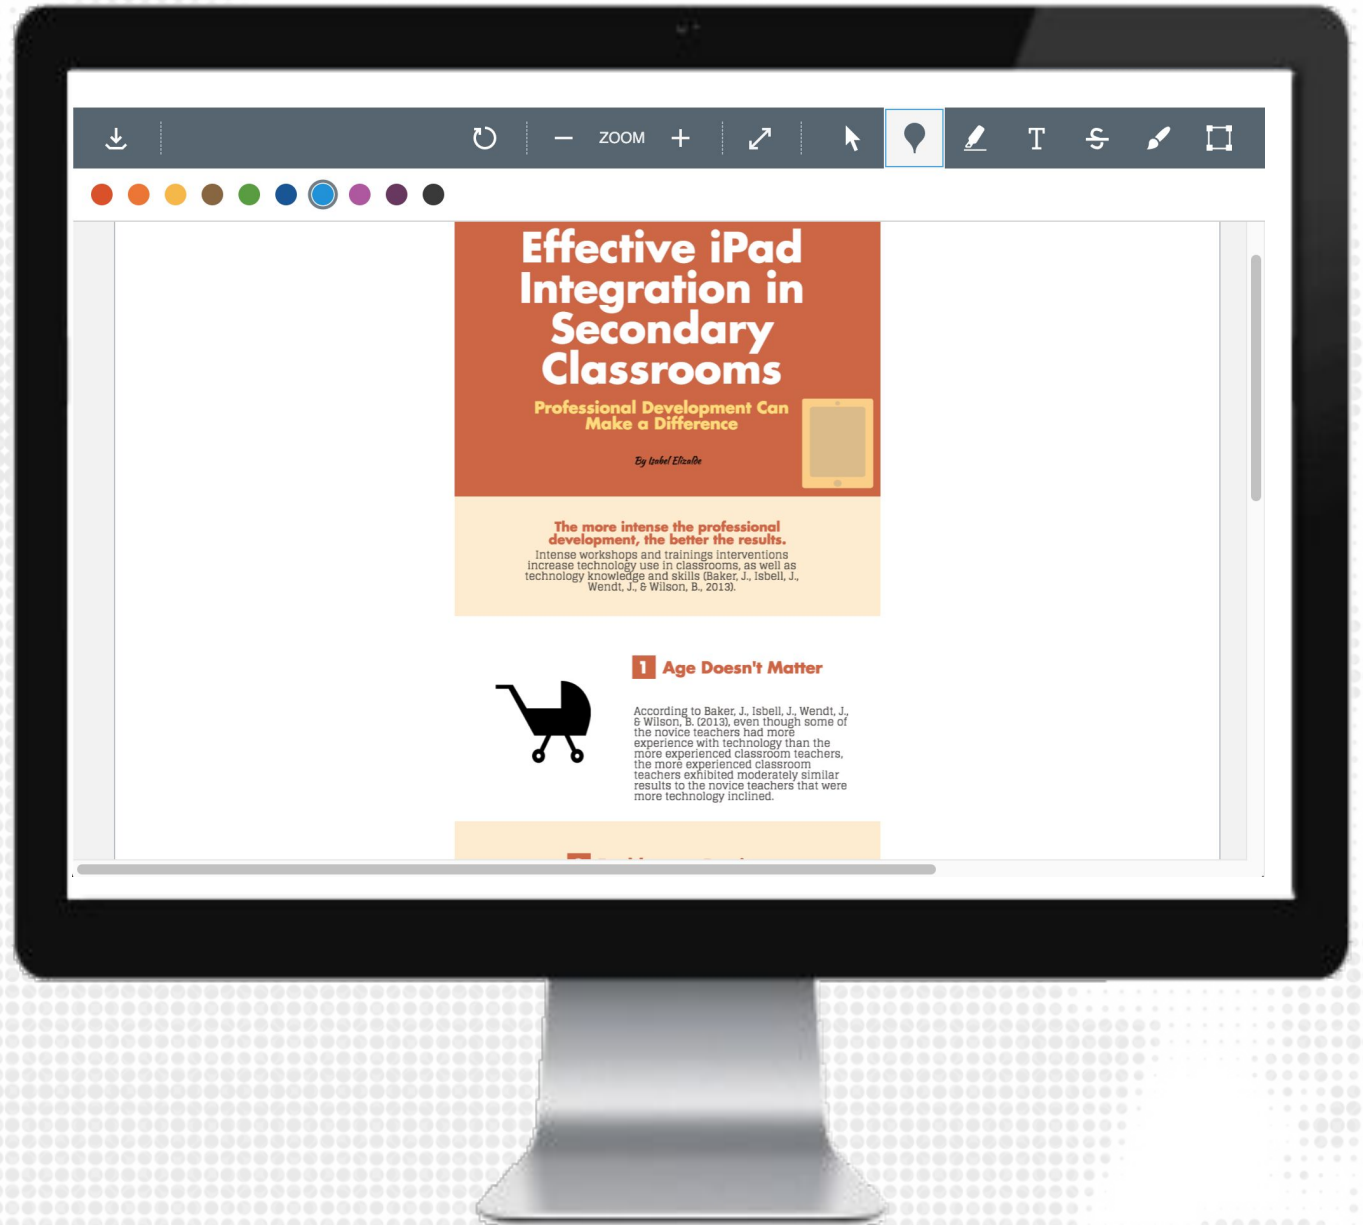 ZOOM
T
S
Effective iPad
Integration in
Secondary
Classrooms
Professional Development Can
Make a Difference
By Isabel Elizalde
The more intense the professional
development, the better the results.
Intense workshops and trainings interventions
increase technology use in classrooms, as well as
technology knowledge and skills (Baker, J., Isbell, J.,
Wendt, J., & Wilson, B., 2013).
1 Age Doesn't Matter
According to Baker, J., Isbell, J., Wendt, J.,
& Wilson, B. (2013), even though some of
the novice teachers had more
experience with technology than the
more experienced classroom teachers,
the more experienced classroom
teachers exhibited moderately similar
results to the novice teachers that were
more technology inclined.